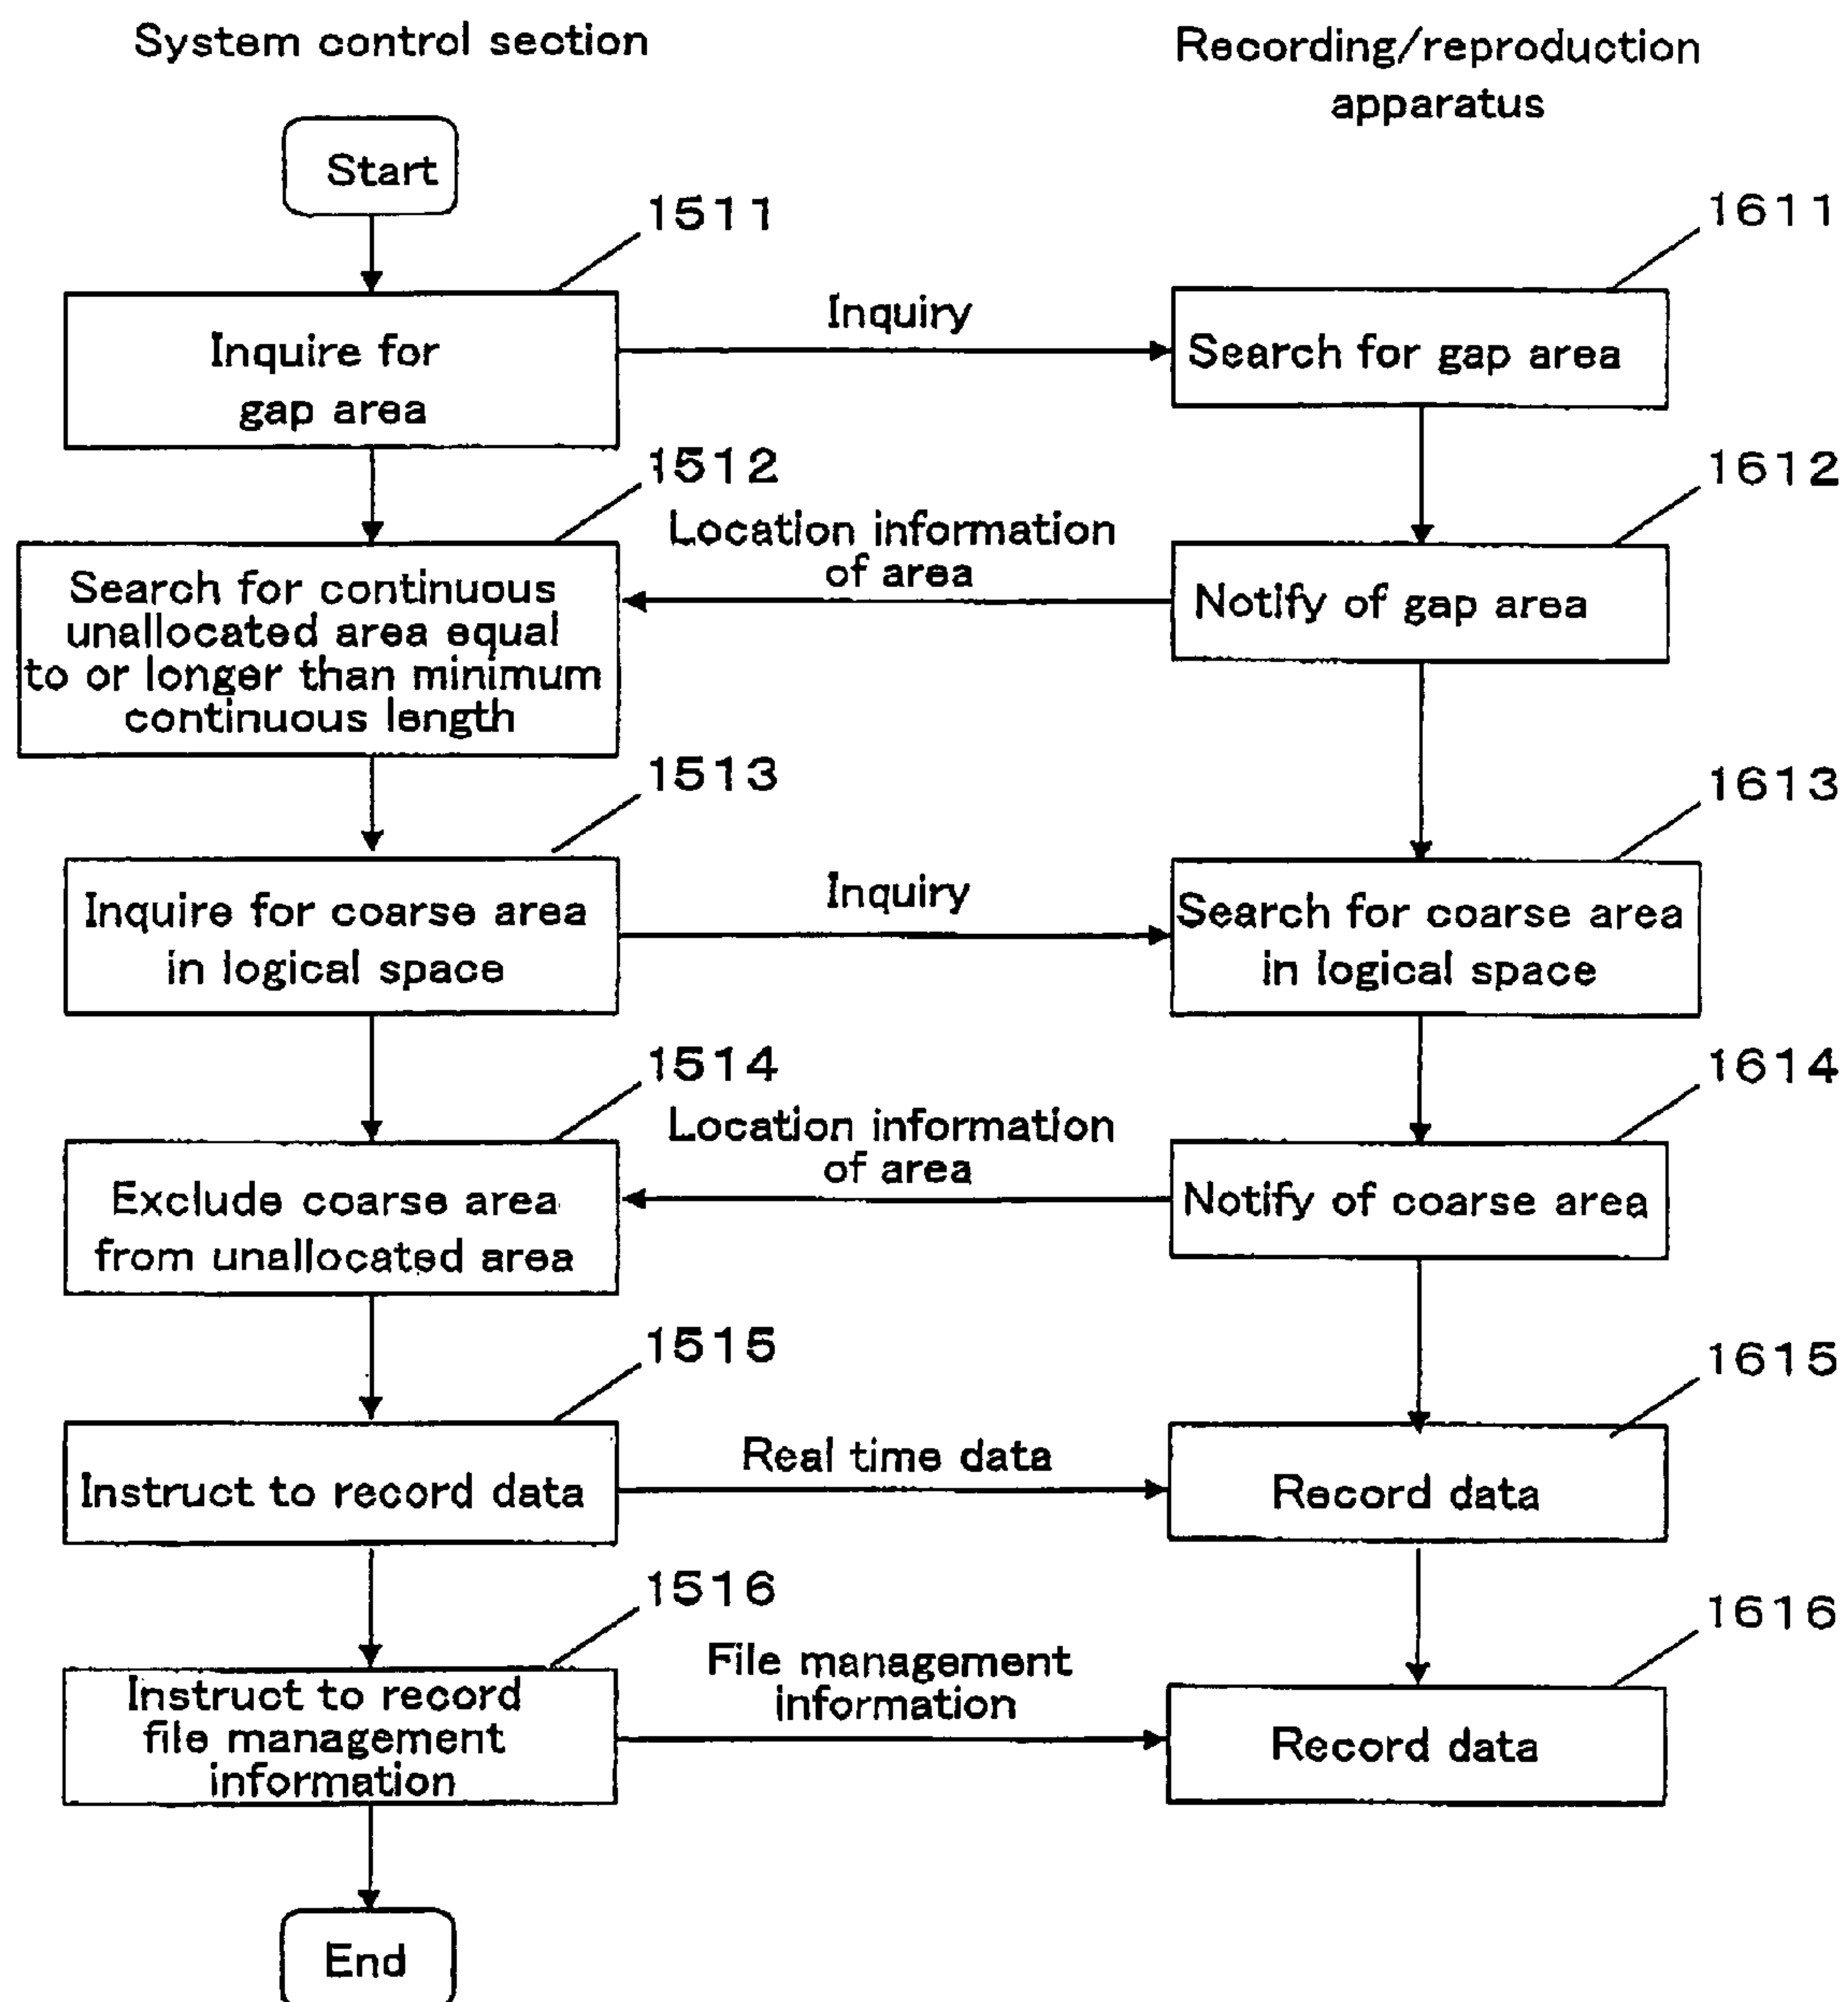 System control section
Recording/reproduction
apparatus
Start
1511
1611
Inquire for
gap area
Inquiry
Search for gap area
1512
1612
Search for continuous
unallocated area equal
to or longer than minimum
continuous length
Location information
of area
Notify of gap area
1513
1613
Inquire for coarse area
in logical space
Inquiry
Search for coarse area
in logical space
1514
1614
Exclude coarse area
from unallocated area
Location information
of area
Notify of coarse area
1515
1615
Instruct to record data
Real time data
Record data
1516
1616
Instruct to record
file management
information
File management
information
Record data
End